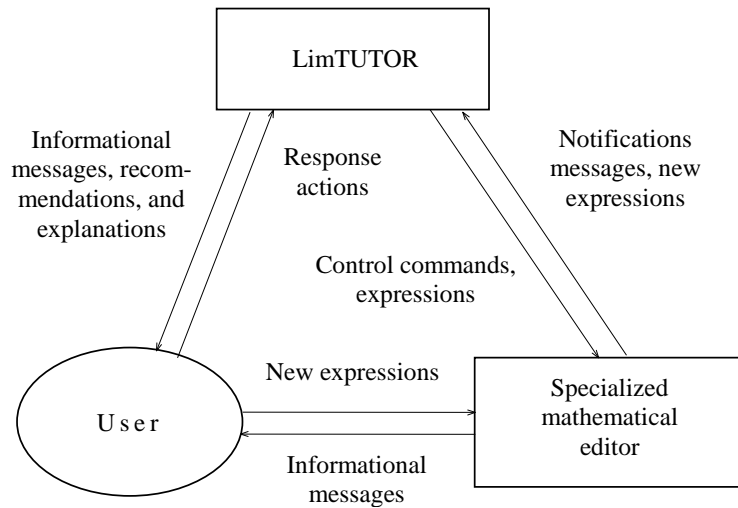 LimTUTOR
Informational
messages, recom-
mendations, and
explanations
Response
actions
Notifications
messages, new
expressions
Control commands,
expressions
New expressions
User
Specialized
mathematical
editor
Informational
messages